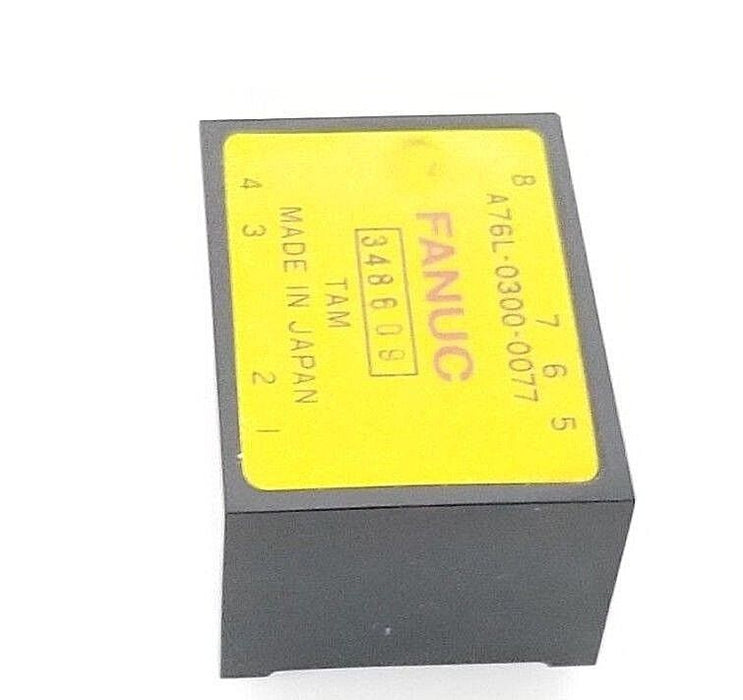 8 7 6 5
A76L-0300-0077
FANUC
348609
TAM
MADE IN JAPAN
4 3 2 1